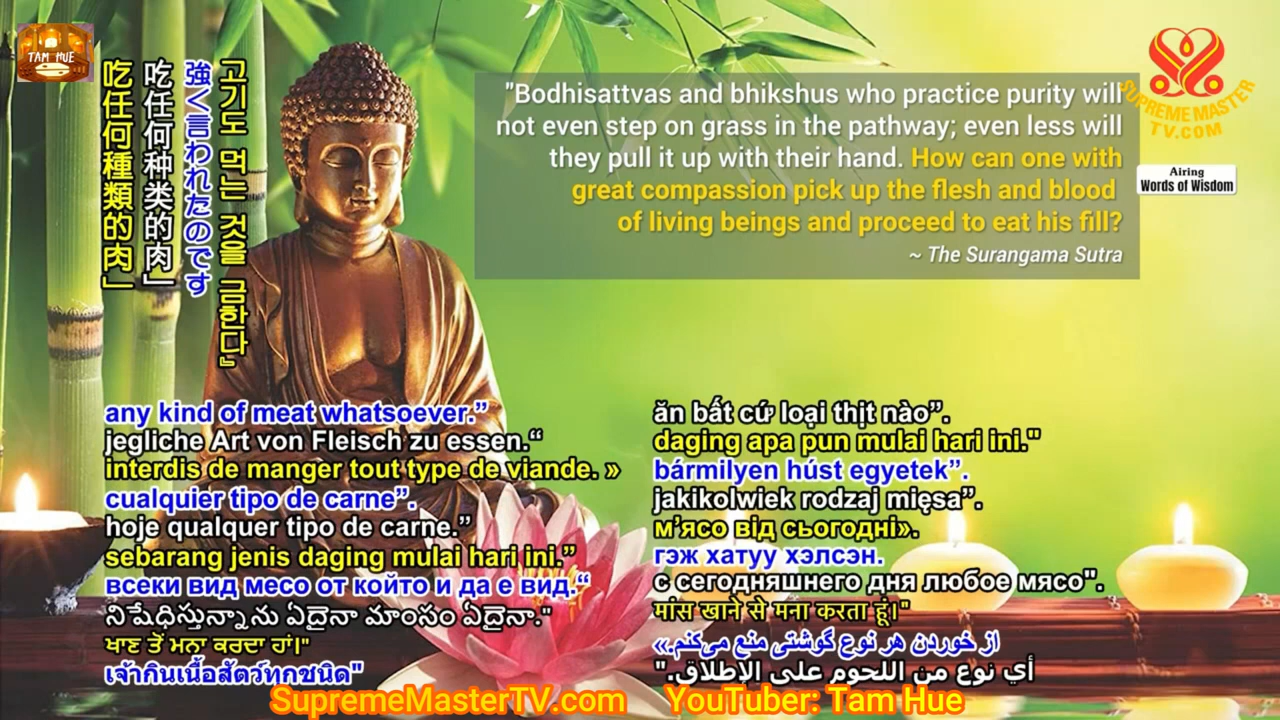 TAM HUE
吃任何種類的肉」
吃任何种类的肉」
強く言われたのです
고기도 먹는 것을 금한다』
"Bodhisattvas and bhikshus who practice purity will
not even step on grass in the pathway; even less will
they pull it up with their hand. How can one with
great compassion pick up the flesh and blood
of living beings and proceed to eat his fill?
~ The Surangama Sutra
SUPREME MASTER
TV.COM
Airing
Words of Wisdom
any kind of meat whatsoever.”
jegliche Art von Fleisch zu essen.“
interdis de manger tout type de viande. »
cualquier tipo de carne”.
hoje qualquer tipo de carne.”
sebarang jenis daging mulai hari ini.”
всеки вид месо от който и да е вид.“
నిషేధిస్తున్నాను ఏదైనా మాంసం ఏదైనా."
ਖਾਣ ਤੋਂ ਮਨਾ ਕਰਦਾ ਹਾਂ।"
เจ้ากินเนื้อสัตว์ทุกชนิด"
ăn bất cứ loại thịt nào”.
daging apa pun mulai hari ini."
bármilyen húst egyetek”.
jakikolwiek rodzaj mięsa”.
м’ясо від сьогодні».
гэж хатуу хэлсэн.
с сегодняшнего дня любое мясо".
मांस खाने से मना करता हूं।"
از خوردن هر نوع گوشتی منع می‌کنم.»
أي نوع من اللحوم على الإطلاق."
SupremeMasterTV.com YouTuber: Tam Hue